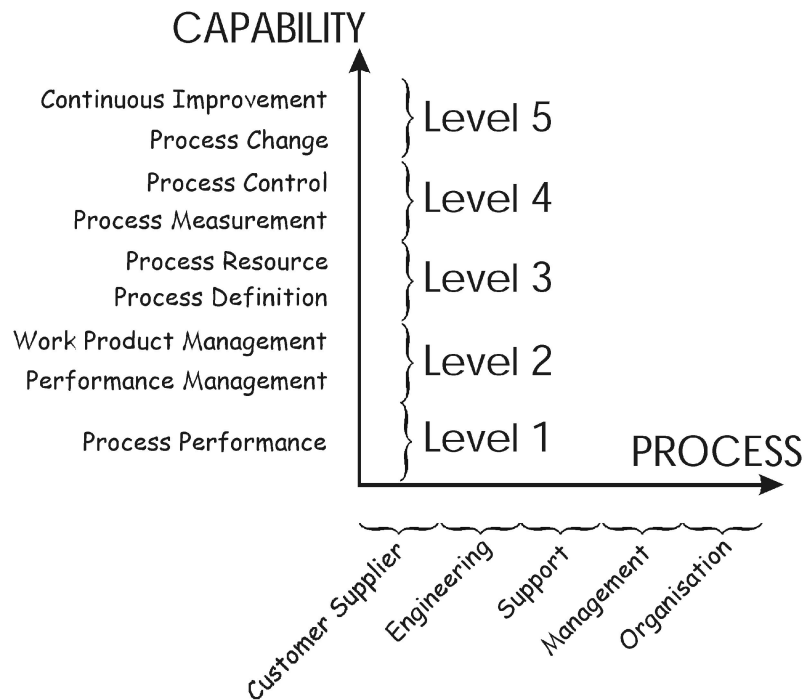 CAPABILITY
Continuous Improvement
Process Change
Level 5
Process Control
Process Measurement
Level 4
Process Resource
Process Definition
Level 3
Work Product Management
Performance Management
Level 2
Process Performance
Level 1
PROCESS
Customer Supplier
Engineering
Support
Management
Organisation